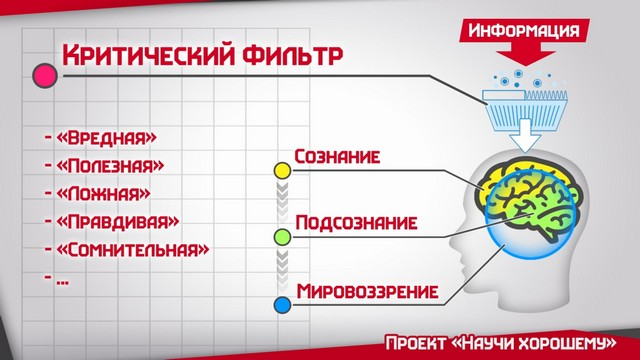 Информация
Критический фильтр
- «Вредная»
- «Полезная»
- «Ложная»
- «Правдивая»
- «Сомнительная»
- ...
Сознание
Подсознание
Мировоззрение
Проект «Научи хорошему»